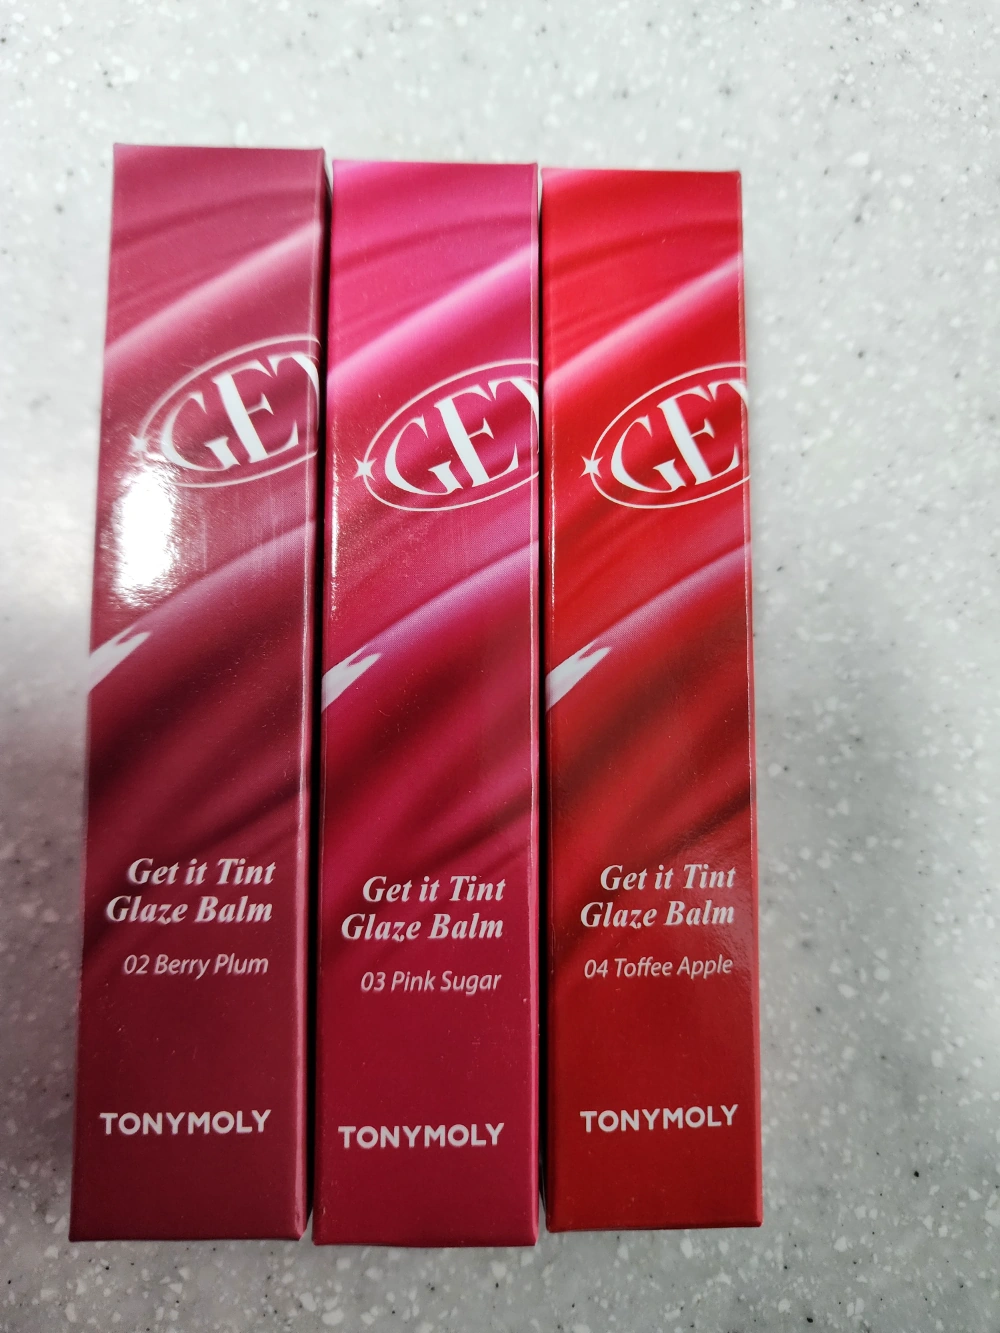 GET
Get it Tint
Glaze Balm
02 Berry Plum
TONYMOLY
GET
Get it Tint
Glaze Balm
03 Pink Sugar
TONYMOLY
GET
Get it Tint
Glaze Balm
04 Toffee Apple
TONYMOLY